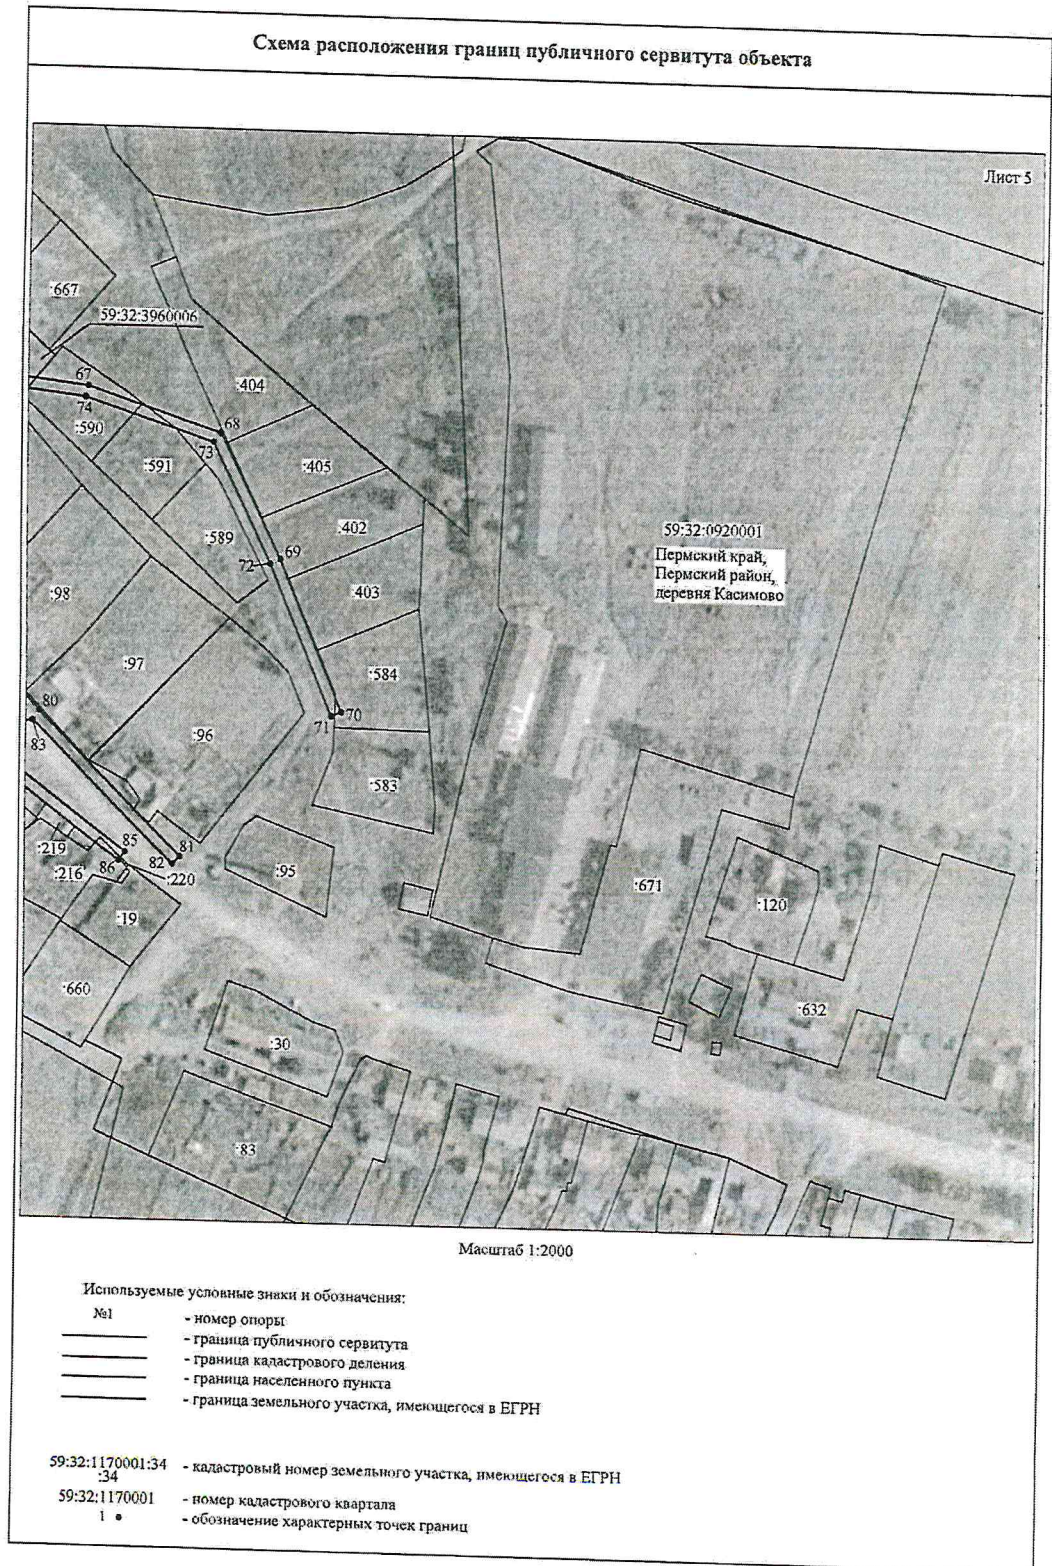 Схема расположения границ публичного сервитута объекта
Лист 5
:667
59:32:3960006
67
74
:590
:404
68
73
:591
:405
:589
:402
69
72
59:32:0920001
Пермский край,
Пермский район,
деревня Касимово
:98
:403
:97
:584
80
83
:96
71
70
:583
:219
85
81
86
82
:216
:220
:95
:671
:120
:19
:660
:632
:30
:83
Масштаб 1:2000
Используемые условные знаки и обозначения:
№1 - номер опоры
- граница публичного сервитута
- граница кадастрового деления
- граница населенного пункта
- граница земельного участка, имеющегося в ЕГРН
59:32:1170001:34
:34 - кадастровый номер земельного участка, имеющегося в ЕГРН
59:32:1170001 - номер кадастрового квартала
1 • - обозначение характерных точек границ